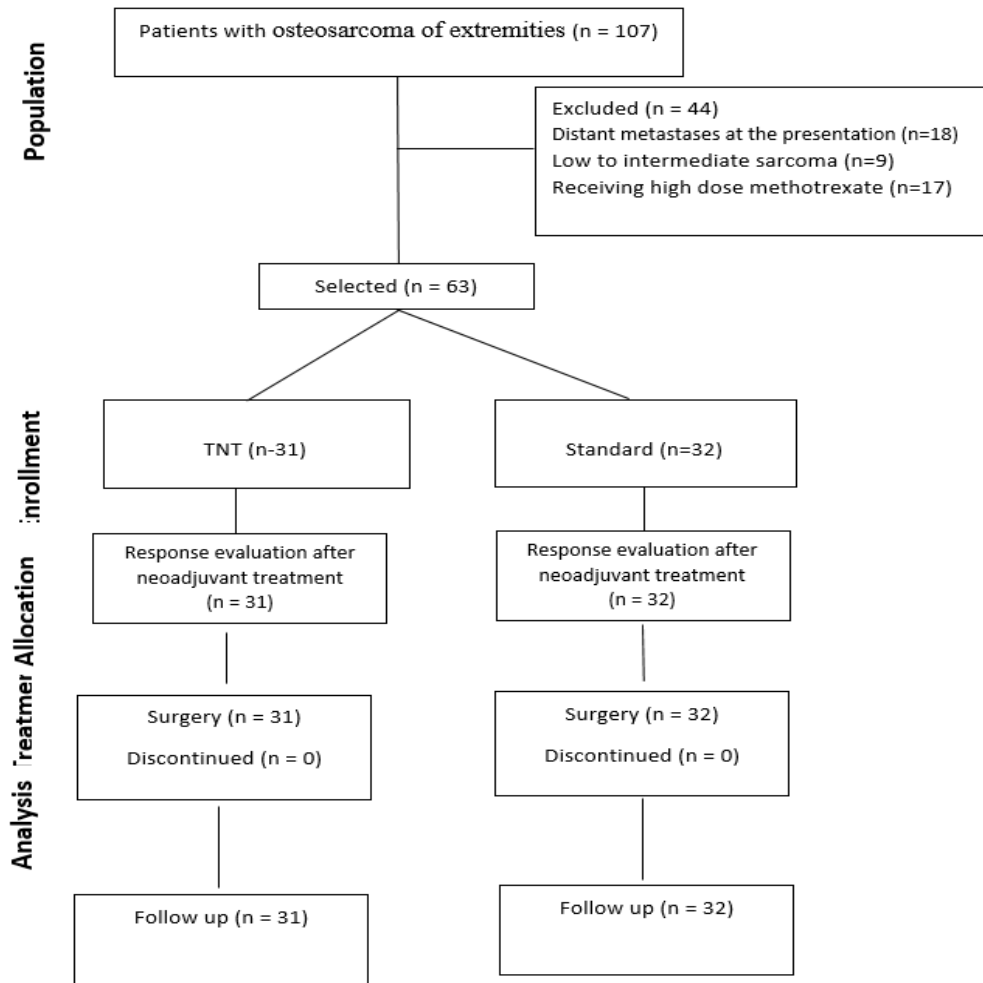 Population
Patients with osteosarcoma of extremities (n = 107)
Excluded (n = 44)
Distant metastases at the presentation (n=18)
Low to intermediate sarcoma (n=9)
Receiving high dose methotrexate (n=17)
Selected (n = 63)
TNT (n-31)
Standard (n=32)
Response evaluation after
neoadjuvant treatment
(n = 31)
Response evaluation after
neoadjuvant treatment
(n = 32)
Allocation
Surgery (n = 31)
Discontinued (n = 0)
Surgery (n = 32)
Discontinued (n = 0)
Analysis
Follow up (n = 31)
Follow up (n = 32)